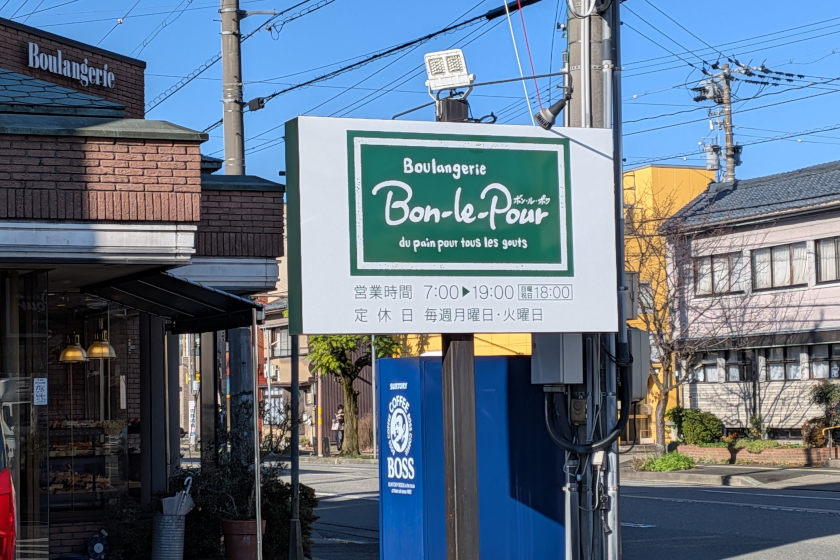 Boulangerie
Boulangerie
ボン・ル・ポゥ
Bon-le-Pour
du pain pour tous les gouts
営業時間 7:00▶19:00 日曜祝日18:00
定休日 毎週月曜日・火曜日
SUNTORY
COFFEE
BOSS